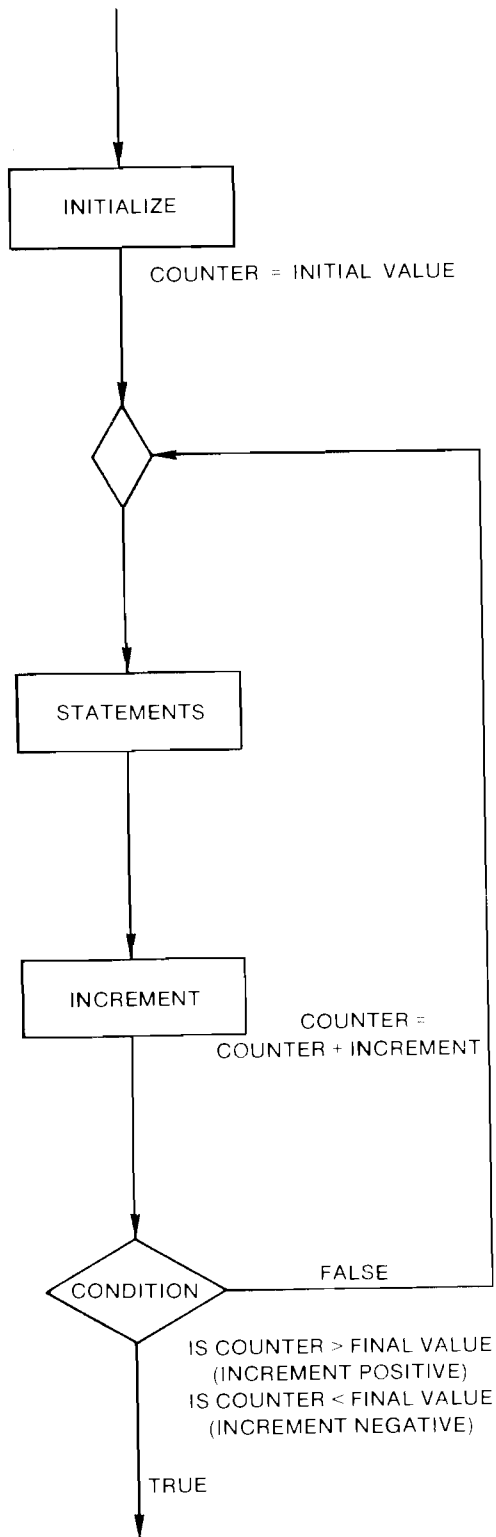 INITIALIZE
COUNTER = INITIAL VALUE
STATEMENTS
INCREMENT
COUNTER =
COUNTER + INCREMENT
CONDITION
FALSE
IS COUNTER > FINAL VALUE
(INCREMENT POSITIVE)
IS COUNTER < FINAL VALUE
(INCREMENT NEGATIVE)
TRUE